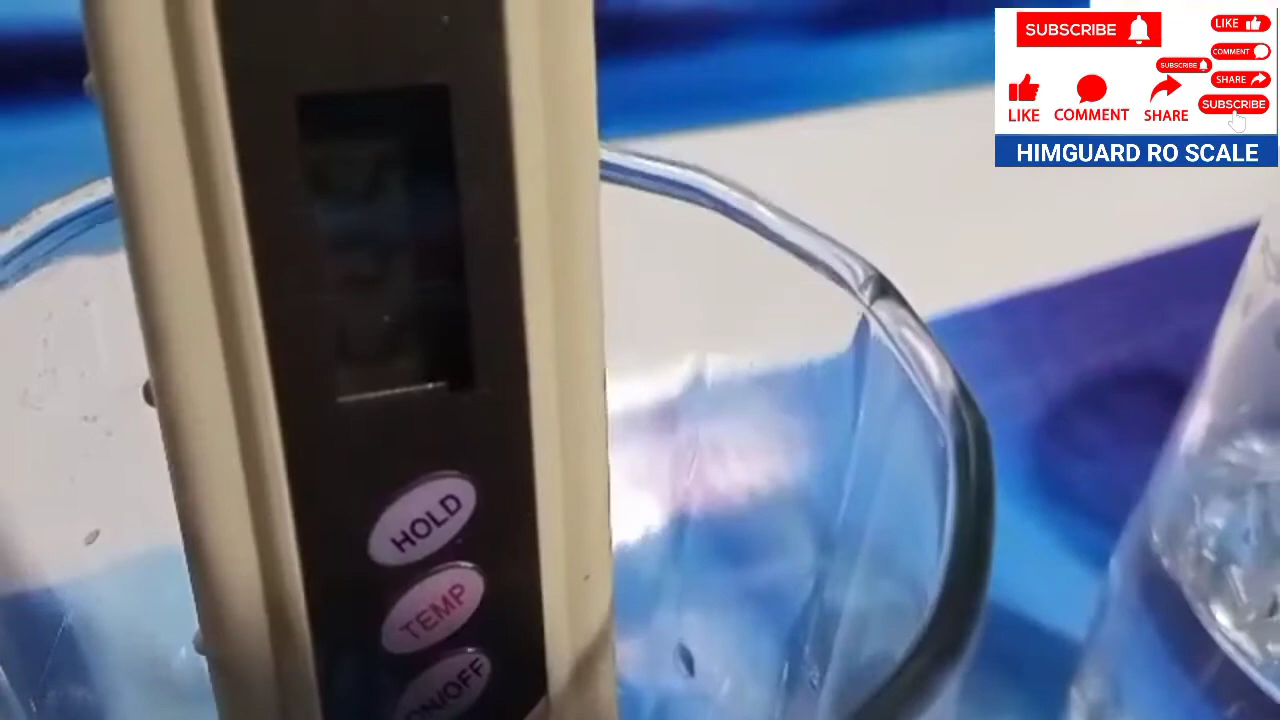 SUBSCRIBE
LIKE
COMMENT
SUBSCRIBE
SHARE
SUBSCRIBE
LIKE COMMENT SHARE
HIMGUARD RO SCALE
HOLD
TEMP
ON/OFF